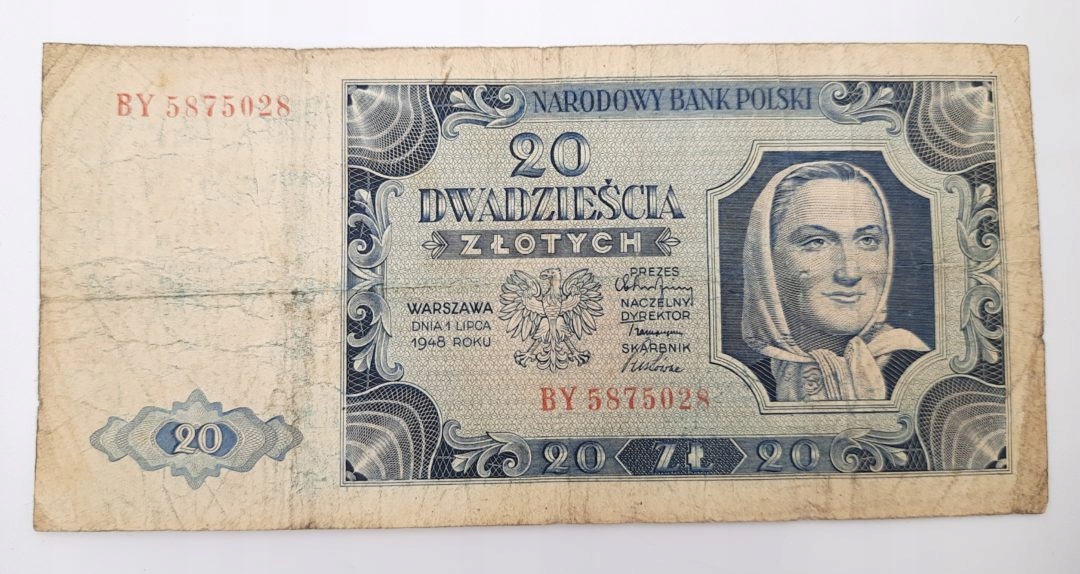 BY 5875028
NARODOWY BANK POLSKI
20
DWADZIEŚCIA
ZŁOTYCH
WARSZAWA
DNIA 1 LIPCA
1948 ROKU
PREZES
NACZELNY
DYREKTOR
SKARBNIK
BY 5875028
20
20 ZŁ 20